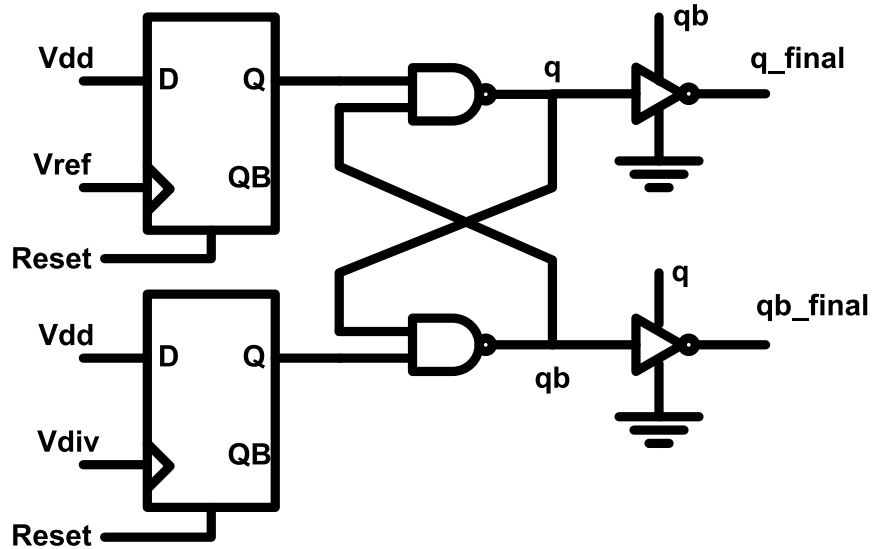 qb
Vdd
D
Q
q
q_final
Vref
QB
Reset
Vdd
D
Q
q
qb_final
qb
Vdiv
QB
Reset